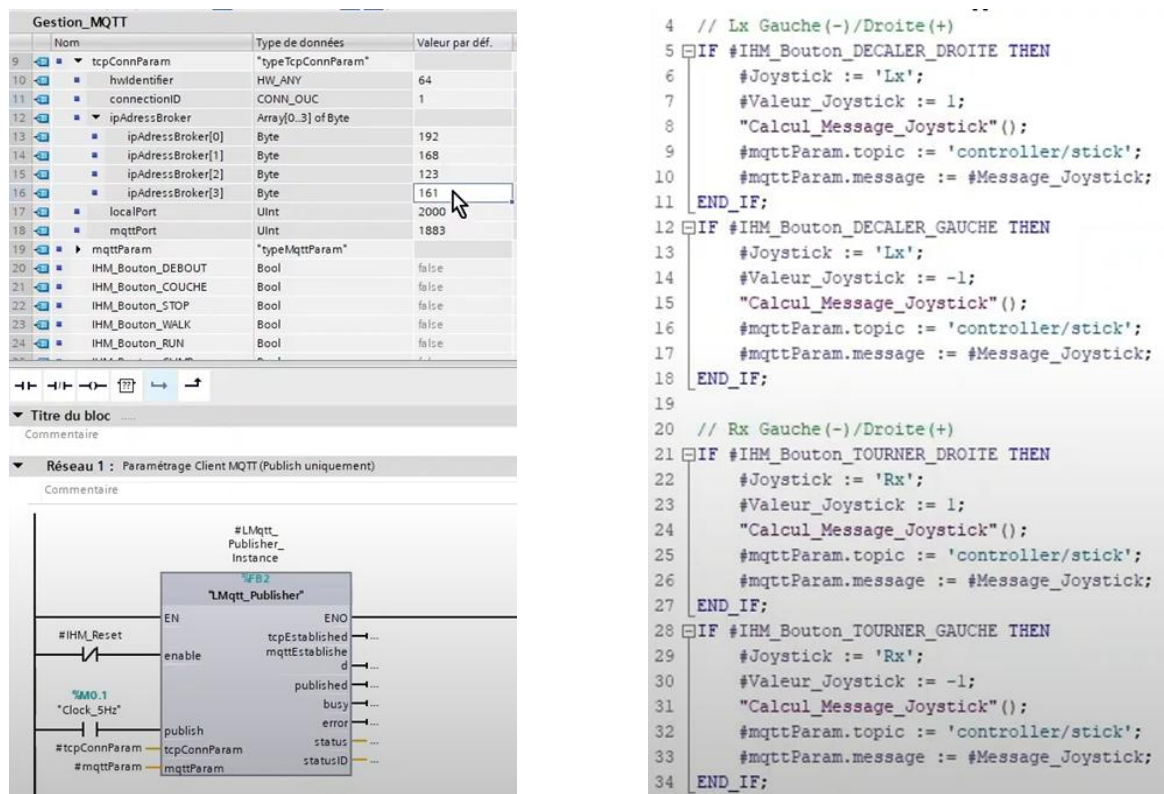 Gestion_MQTT
Nom Type de données Valeur par déf.
9 tcpConnParam "typeTcpConnParam"
10 hwIdentifier HW_ANY 64
11 connectionID CONN_OUC 1
12 ipAdressBroker Array[0..3] of Byte
13 ipAdressBroker[0] Byte 192
14 ipAdressBroker[1] Byte 168
15 ipAdressBroker[2] Byte 123
16 ipAdressBroker[3] Byte 161
17 localPort UInt 2000
18 mqttPort UInt 1883
19 mqttParam "typeMqttParam"
20 IHM_Bouton_DEBOUT Bool false
21 IHM_Bouton_COUCHE Bool false
22 IHM_Bouton_STOP Bool false
23 IHM_Bouton_WALK Bool false
24 IHM_Bouton_RUN Bool false
??
Titre du bloc .....
Commentaire
Réseau 1 : Paramétrage Client MQTT (Publish uniquement)
Commentaire
#LMqtt_
Publisher_
Instance
%FB2
"LMqtt_Publisher"
EN ENO
#IHM_Reset
enable
tcpEstablished ...
mqttEstablishe
d ...
published ...
busy ...
error ...
status ...
statusID ...
%M0.1
"Clock_5Hz"
publish
#tcpConnParam tcpConnParam
#mqttParam mqttParam
4 // Lx Gauche(-)/Droite(+)
5 IF #IHM_Bouton_DECALER_DROITE THEN
6 #Joystick := 'Lx';
7 #Valeur_Joystick := 1;
8 "Calcul_Message_Joystick"();
9 #mqttParam.topic := 'controller/stick';
10 #mqttParam.message := #Message_Joystick;
11 END_IF;
12 IF #IHM_Bouton_DECALER_GAUCHE THEN
13 #Joystick := 'Lx';
14 #Valeur_Joystick := -1;
15 "Calcul_Message_Joystick"();
16 #mqttParam.topic := 'controller/stick';
17 #mqttParam.message := #Message_Joystick;
18 END_IF;
19
20 // Rx Gauche(-)/Droite(+)
21 IF #IHM_Bouton_TOURNER_DROITE THEN
22 #Joystick := 'Rx';
23 #Valeur_Joystick := 1;
24 "Calcul_Message_Joystick"();
25 #mqttParam.topic := 'controller/stick';
26 #mqttParam.message := #Message_Joystick;
27 END_IF;
28 IF #IHM_Bouton_TOURNER_GAUCHE THEN
29 #Joystick := 'Rx';
30 #Valeur_Joystick := -1;
31 "Calcul_Message_Joystick"();
32 #mqttParam.topic := 'controller/stick';
33 #mqttParam.message := #Message_Joystick;
34 END_IF;